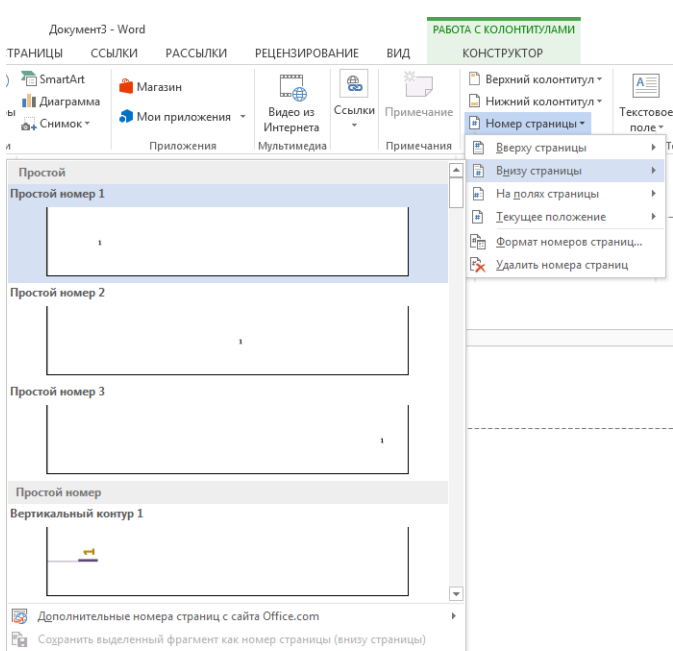 Документ3 - Word
РАБОТА С КОЛОНТИТУЛАМИ
ТРАНИЦЫ ССЫЛКИ РАССЫЛКИ РЕЦЕНЗИРОВАНИЕ ВИД КОНСТРУКТОР
SmartArt
Диаграмма
Снимок
Магазин
Мои приложения
Приложения
Видео из
Интернета
Мультимедиа
Ссылки
Примечание
Примечания
Верхний колонтитул
Нижний колонтитул
Номер страницы
Текстовое
поле
Вверху страницы
Внизу страницы
На полях страницы
Текущее положение
Формат номеров страниц...
Удалить номера страниц
Простой
Простой номер 1
1
Простой номер 2
1
Простой номер 3
1
Простой номер
Вертикальный контур 1
1
Дополнительные номера страниц с сайта Office.com
Сохранить выделенный фрагмент как номер страницы (внизу страницы)